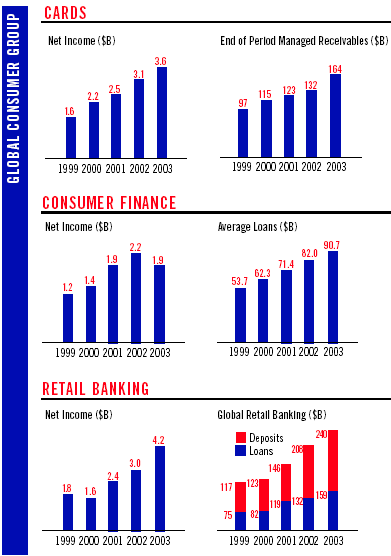 GLOBAL CONSUMER GROUP
CARDS
Net Income ($B)
1.6 2.2 2.5 3.1 3.6
1999 2000 2001 2002 2003
End of Period Managed Receivables ($B)
97 115 123 132 164
1999 2000 2001 2002 2003
CONSUMER FINANCE
Net Income ($B)
1.2 1.4 1.9 2.2 1.9
1999 2000 2001 2002 2003
Average Loans ($B)
53.7 62.3 71.4 82.0 90.7
1999 2000 2001 2002 2003
RETAIL BANKING
Net Income ($B)
1.8 1.6 2.4 3.0 4.2
1999 2000 2001 2002 2003
Global Retail Banking ($B)
Deposits
Loans
117 123 146 208 240
75 82 119 132 159
1999 2000 2001 2002 2003